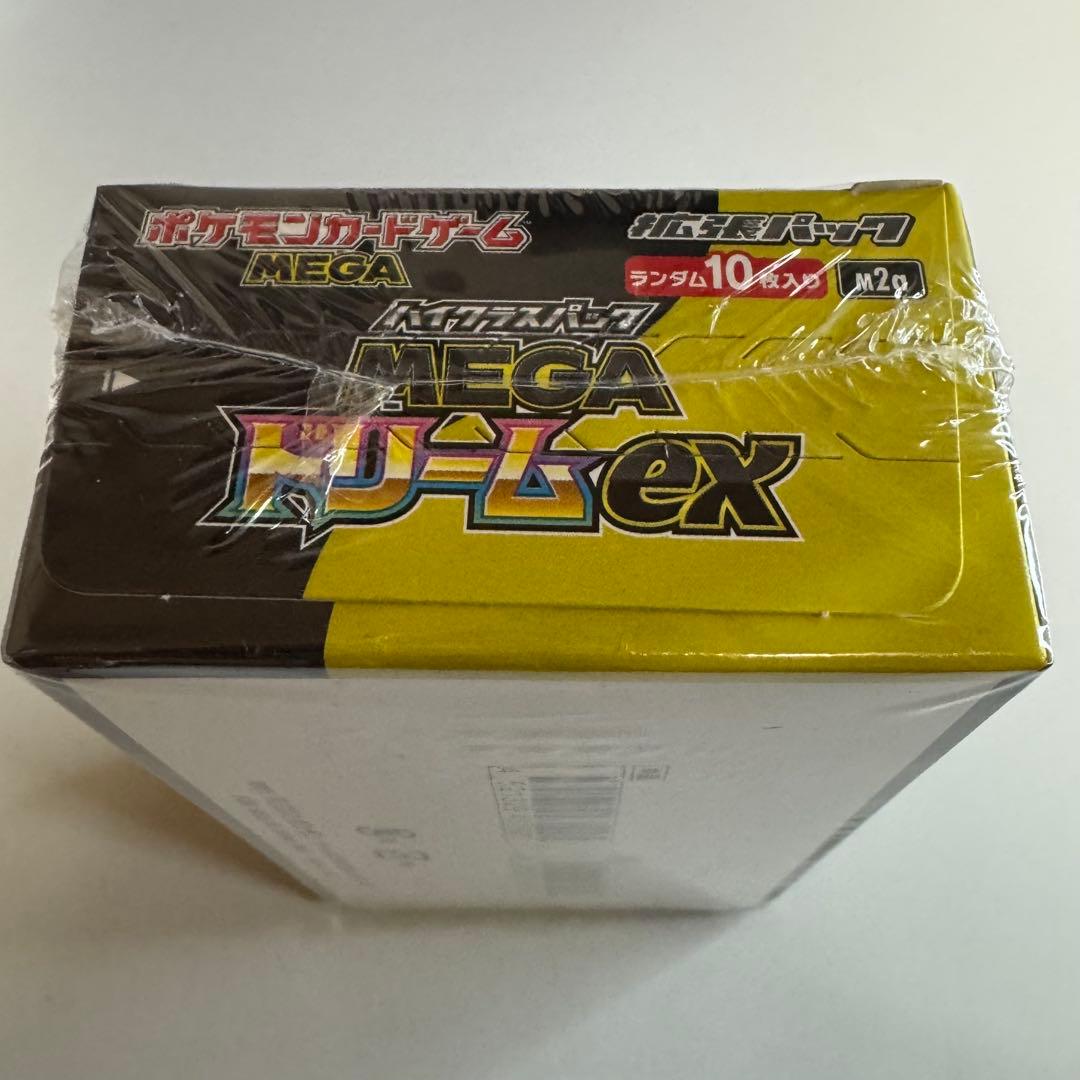 ポケモンカードゲーム
MEGA
拡張パック
ランダム10枚入り
M2a
ハイクラスパック
MEGA
ドリームex